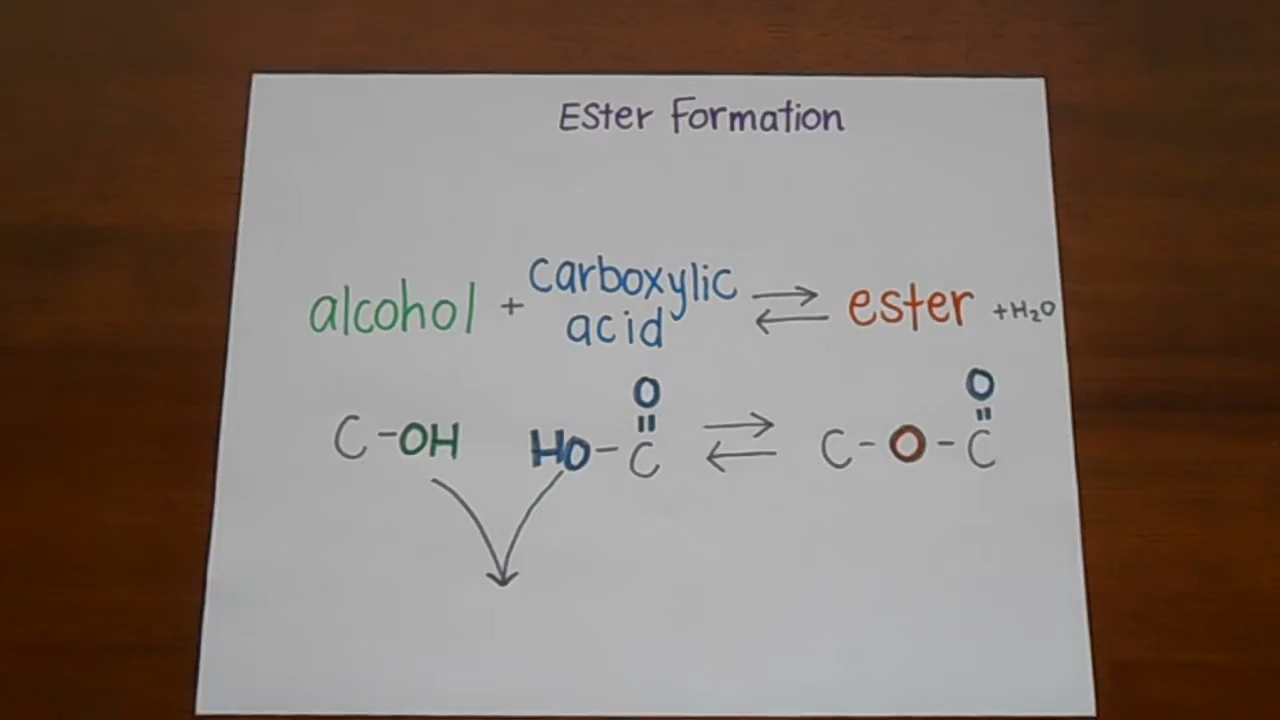 Ester Formation
alcohol + carboxylic acid ⇌ ester + H₂O
O O
C-OH HO-C ⇌ C-O-C